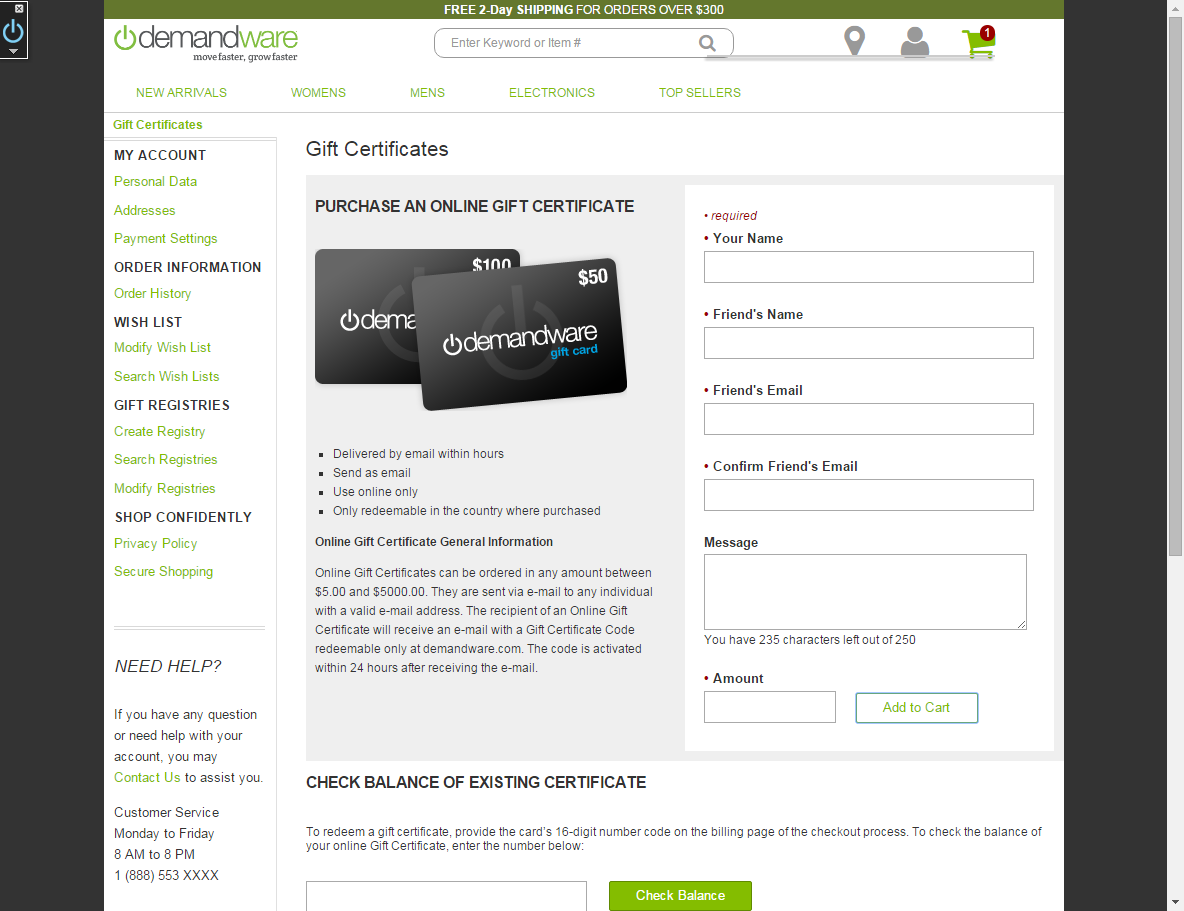 FREE 2-Day SHIPPING FOR ORDERS OVER $300
demandware
move faster, grow faster
Enter Keyword or Item #
1
NEW ARRIVALS
WOMENS
MENS
ELECTRONICS
TOP SELLERS
Gift Certificates
MY ACCOUNT
Personal Data
Addresses
Payment Settings
ORDER INFORMATION
Order History
WISH LIST
Modify Wish List
Search Wish Lists
GIFT REGISTRIES
Create Registry
Search Registries
Modify Registries
SHOP CONFIDENTLY
Privacy Policy
Secure Shopping
NEED HELP?
If you have any question
or need help with your
account, you may
Contact Us to assist you.
Customer Service
Monday to Friday
8 AM to 8 PM
1 (888) 553 XXXX
Gift Certificates
PURCHASE AN ONLINE GIFT CERTIFICATE
$100
dema
$50
demandware
gift card
▪ Delivered by email within hours
▪ Send as email
▪ Use online only
▪ Only redeemable in the country where purchased
Online Gift Certificate General Information
Online Gift Certificates can be ordered in any amount between
$5.00 and $5000.00. They are sent via e-mail to any individual
with a valid e-mail address. The recipient of an Online Gift
Certificate will receive an e-mail with a Gift Certificate Code
redeemable only at demandware.com. The code is activated
within 24 hours after receiving the e-mail.
• required
• Your Name
• Friend's Name
• Friend's Email
• Confirm Friend's Email
Message
You have 235 characters left out of 250
• Amount
Add to Cart
CHECK BALANCE OF EXISTING CERTIFICATE
To redeem a gift certificate, provide the card's 16-digit number code on the billing page of the checkout process. To check the balance of
your online Gift Certificate, enter the number below:
Check Balance